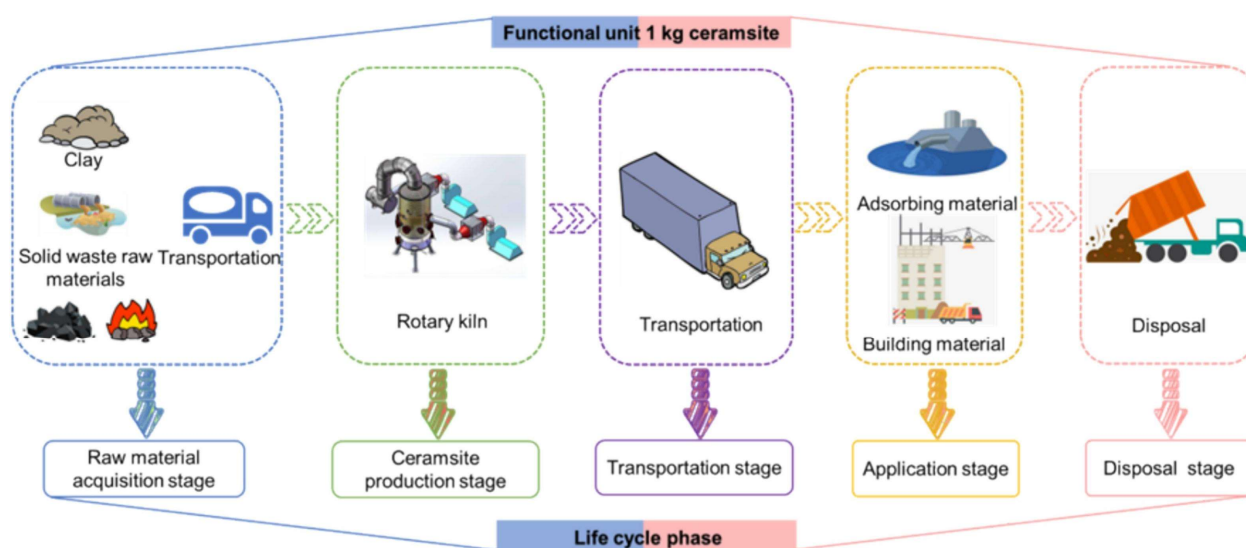 Functional unit 1 kg ceramsite
Clay
Solid waste raw
materials
Transportation
Rotary kiln
Transportation
Adsorbing material
Building material
Disposal
Raw material
acquisition stage
Ceramsite
production stage
Transportation stage
Application stage
Disposal stage
Life cycle phase